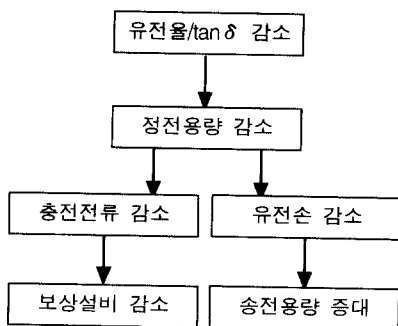 유전율/tan δ 감소
정전용량 감소
충전전류 감소
유전손 감소
보상설비 감소
송전용량 증대